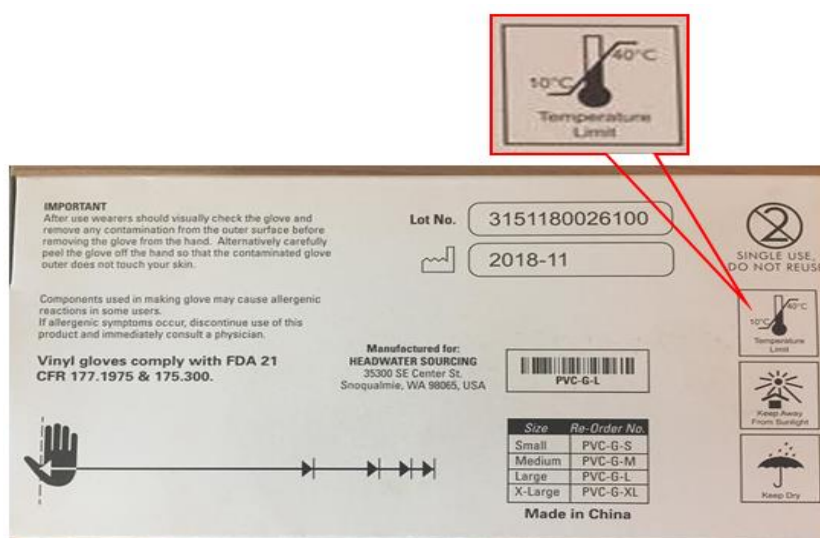 40°C
10°C
Temperature
Limit
IMPORTANT
After use wearers should visually check the glove and
remove any contamination from the outer surface before
removing the glove from the hand. Alternatively carefully
peel the glove off the hand so that the contaminated glove
outer does not touch your skin.
Components used in making glove may cause allergenic
reactions in some users.
If allergenic symptoms occur, discontinue use of this
product and immediately consult a physician.
Vinyl gloves comply with FDA 21
CFR 177.1975 & 175.300.
Lot No. 3151180026100
2018-11
Manufactured for:
HEADWATER SOURCING
35300 SE Center St.
Snoqualmie, WA 98065, USA
PVC-G-L
Size Re-Order No.
Small PVC-G-S
Medium PVC-G-M
Large PVC-G-L
X-Large PVC-G-XL
Made in China
2
SINGLE USE,
DO NOT REUSE
40°C
10°C
Temperature
Limit
Keep Away
From Sunlight
Keep Dry